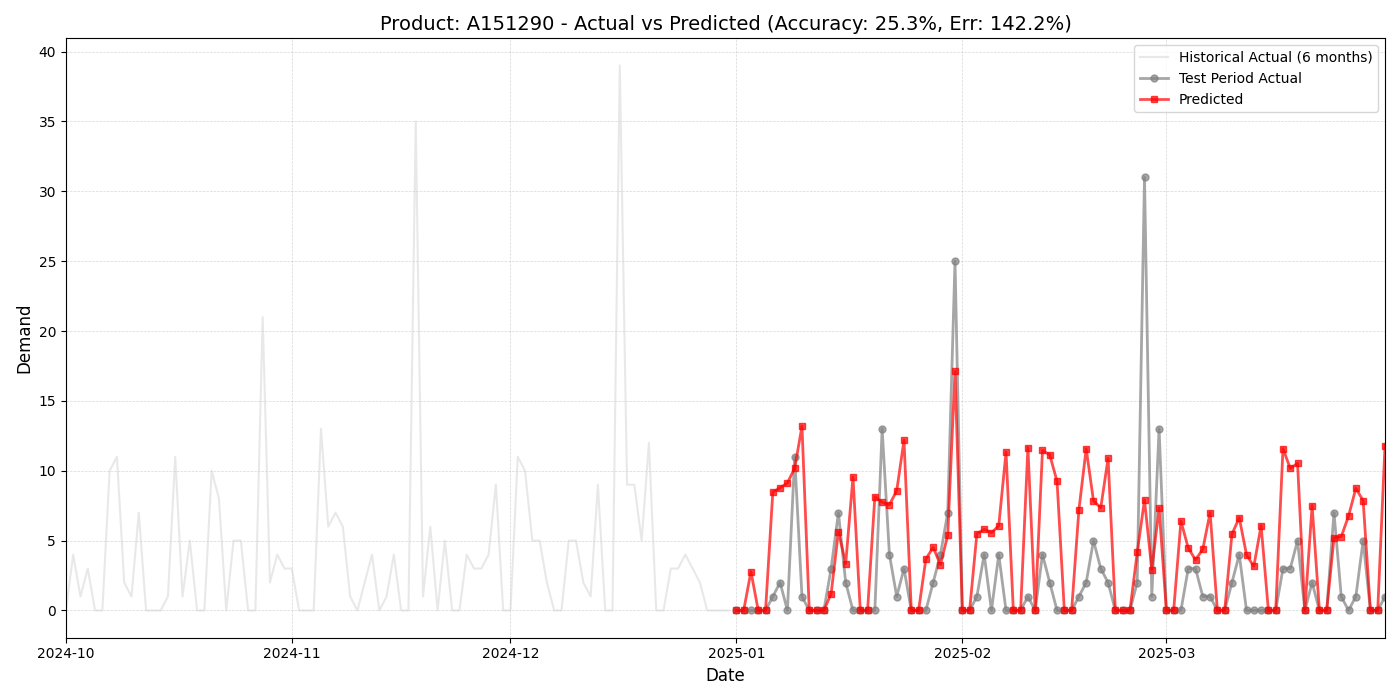 Product: A151290 - Actual vs Predicted (Accuracy: 25.3%, Err: 142.2%)
Historical Actual (6 months)
Test Period Actual
Predicted
Demand
40
35
30
25
20
15
10
5
0
2024-10
2024-11
2024-12
2025-01
2025-02
2025-03
Date